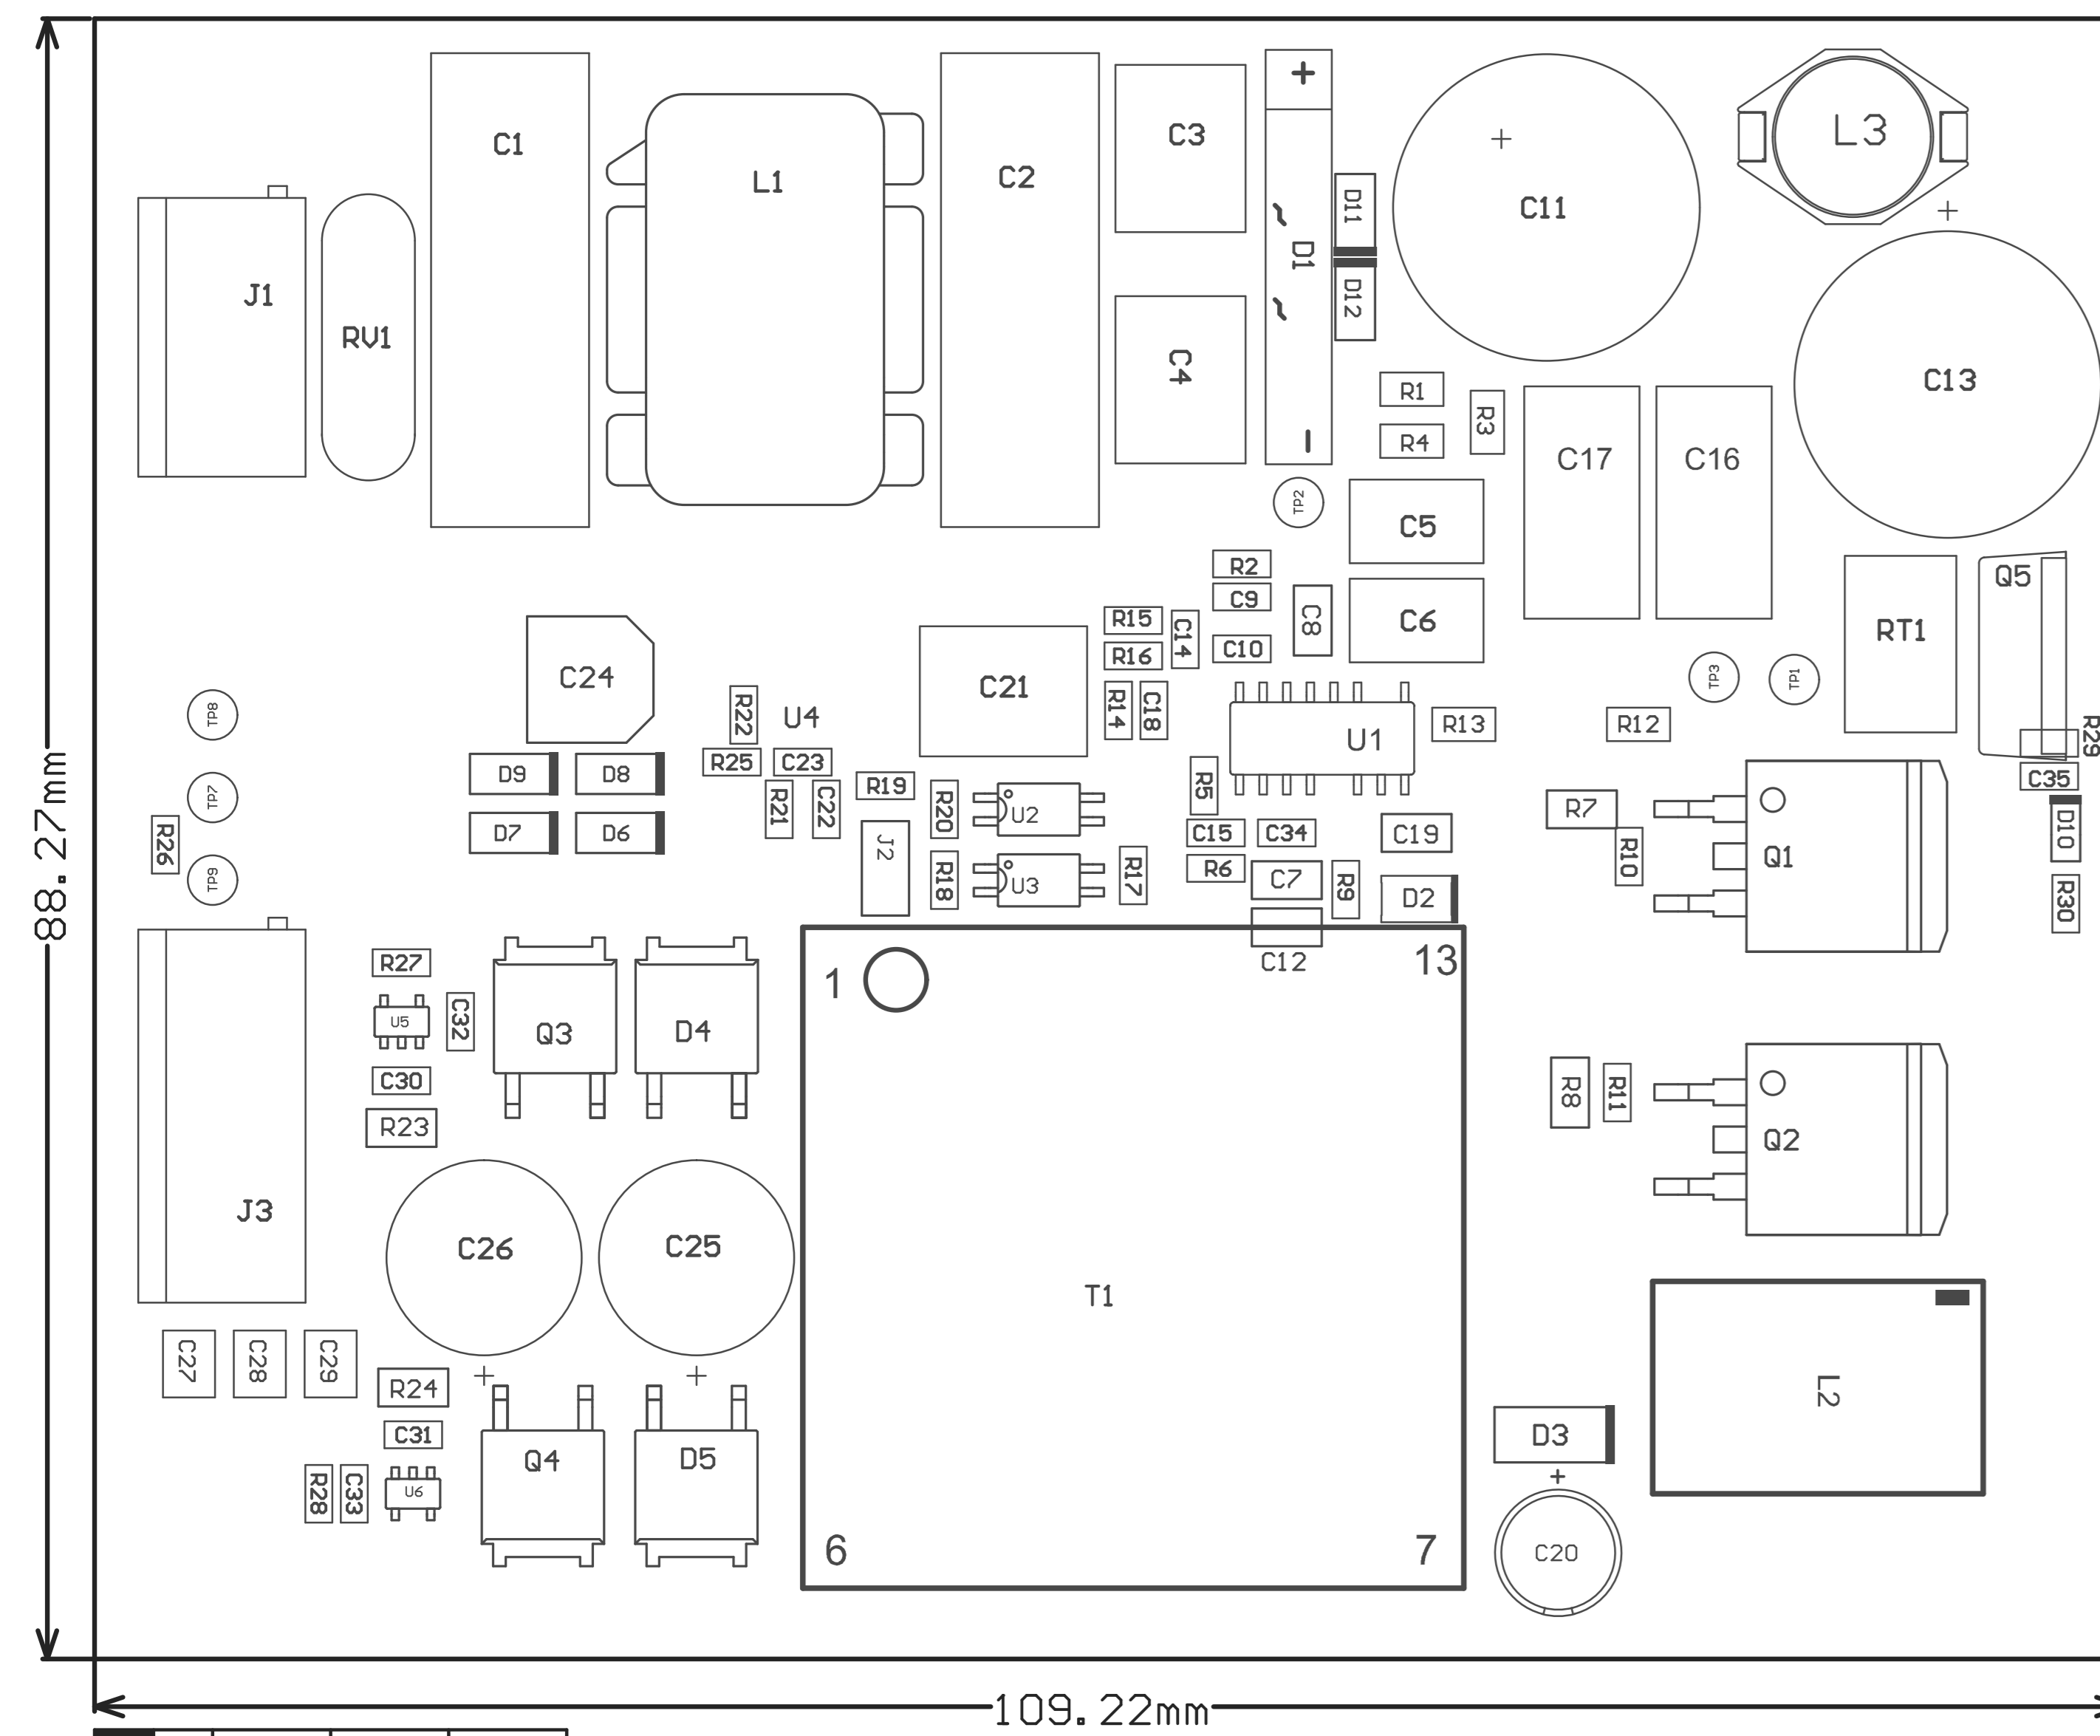 C1
L1
C2
C3
+
C11
L3
J1
RV1
C4
D1
D11
D12
~
~
-
C13
R1
R3
R4
C17
C16
TP2
C5
R2
C9
C8
C6
C10
R15
R16
C14
C24
C21
TP3
TP1
RT1
Q5
TP8
R22
U4
R14
C18
U1
R13
R12
R29
D9
D8
R25
C23
R19
R5
C35
TP7
R21
C22
R20
U2
R7
D7
D6
R26
J2
C15
C34
C19
D10
R10
Q1
TP9
R18
U3
R17
R6
C7
R9
D2
R30
88.27mm
R27
1
C12
13
U5
C32
Q3
D4
C30
R23
R8
R11
Q2
J3
C26
C25
T1
C27
C28
C29
R24
L2
C31
Q4
D5
D3
R28
C33
U6
+
6
7
C20
109.22mm